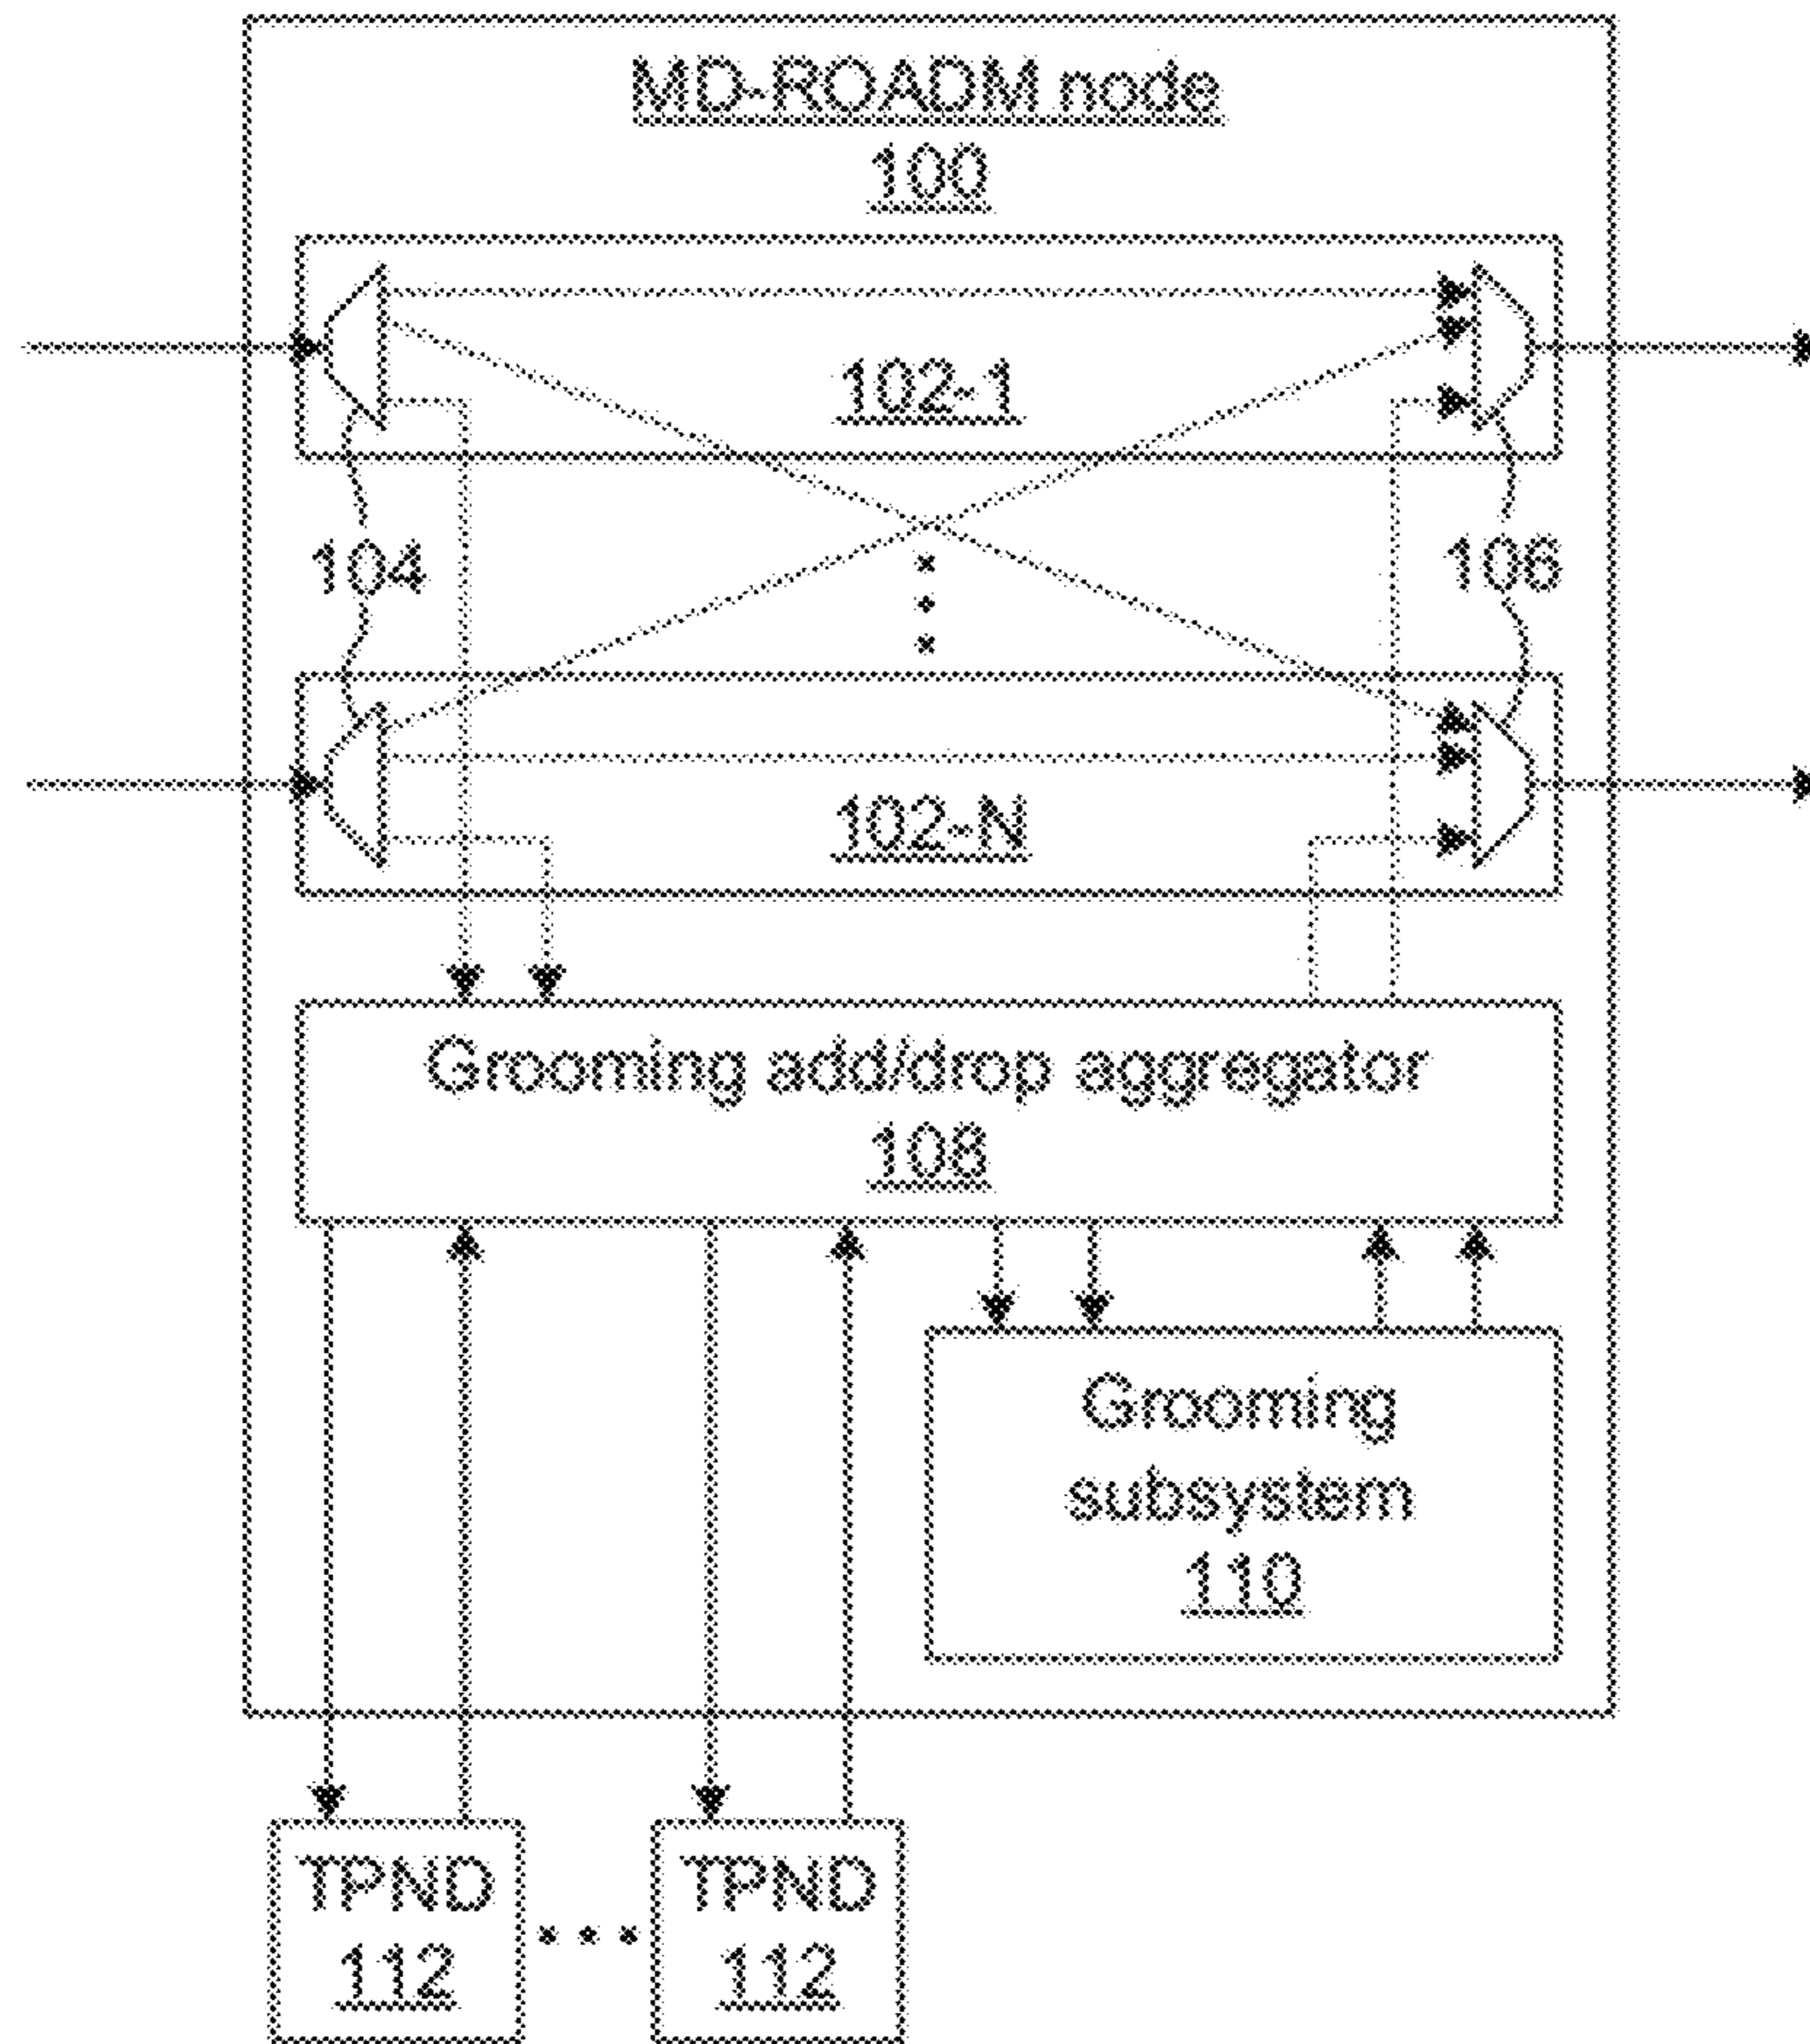 MD-ROADM node
100
102-1
104
106
102-N
Grooming add/drop aggregator
108
Grooming
subsystem
110
TPND
112
TPND
112